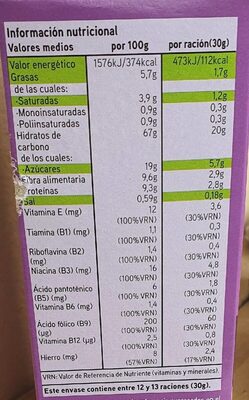 Información nutricional
Valores medios por 100g por ración(30g)
Valor energético 1576kJ/374kcal 473kJ/112kcal
Grasas 5,7g 1,7g
de las cuales:
-Saturadas 3,9 g 1,2g
-Monoinsaturadas 0,9g 0,3g
-Poliinsaturadas 0,9g 0,3g
Hidratos de 67g 20g
carbono
de los cuales:
-Azúcares 19g 5,7g
Fibra alimentaria 9,6g 2,9g
Proteínas 9,3g 2,8g
Sal 0,59g 0,18g
Vitamina E (mg) 12 3,6
(100%VRN) (30%VRN)
Tiamina (B1) (mg) 1,1 0,3
(100%VRN) (30%VRN)
Riboflavina (B2) 1,4 0,4
(mg) (100%VRN) (30%VRN)
Niacina (B3) (mg) 16 4,8
(100%VRN) (30%VRN)
Ácido pantoténico 6 1,8
(B5) (mg) (100%VRN) (30%VRN)
Vitamina B6 (mg) 1,4 0,4
(100%VRN) (30%VRN)
Ácido fólico (B9) 200 60
(µg) (100%VRN) (30%VRN)
Vitamina B12 (µg) 2,5 0,8
(100%VRN) (30%VRN)
Hierro (mg) 8 2,4
(57%VRN) (17%VRN)
VRN: Valor de Referencia de Nutriente (vitaminas y minerales).
Este envase contiene entre 12 y 13 raciones (30g).